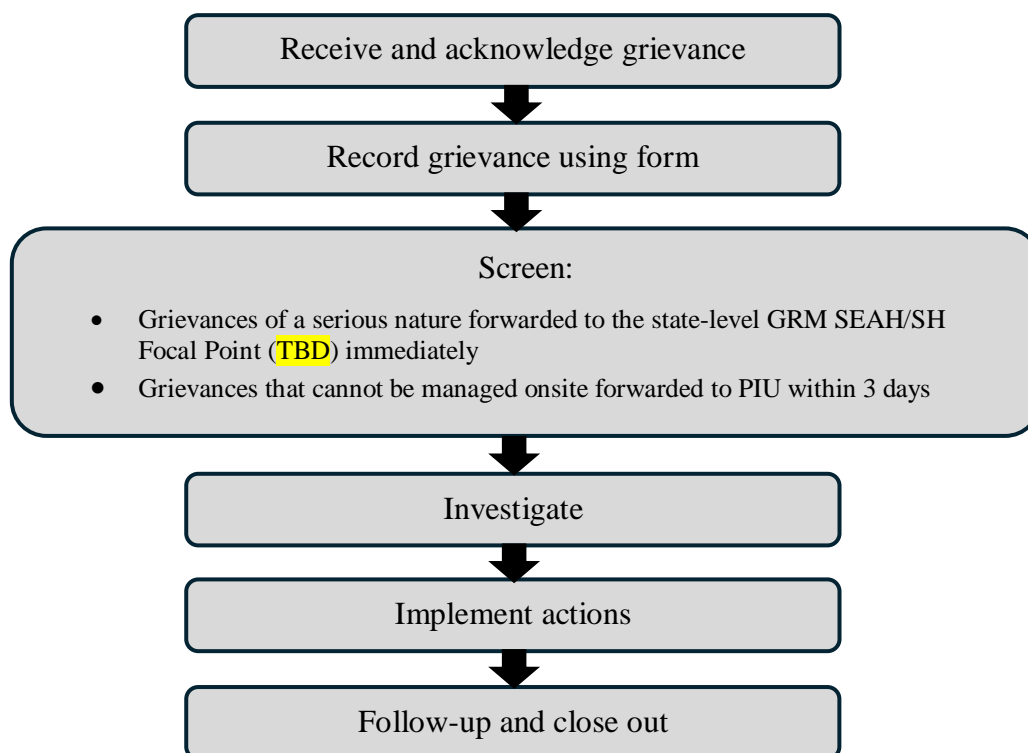 Receive and acknowledge grievance
Record grievance using form
Screen:
• Grievances of a serious nature forwarded to the state-level GRM SEAH/SH
Focal Point (TBD) immediately
• Grievances that cannot be managed onsite forwarded to PIU within 3 days
Investigate
Implement actions
Follow-up and close out